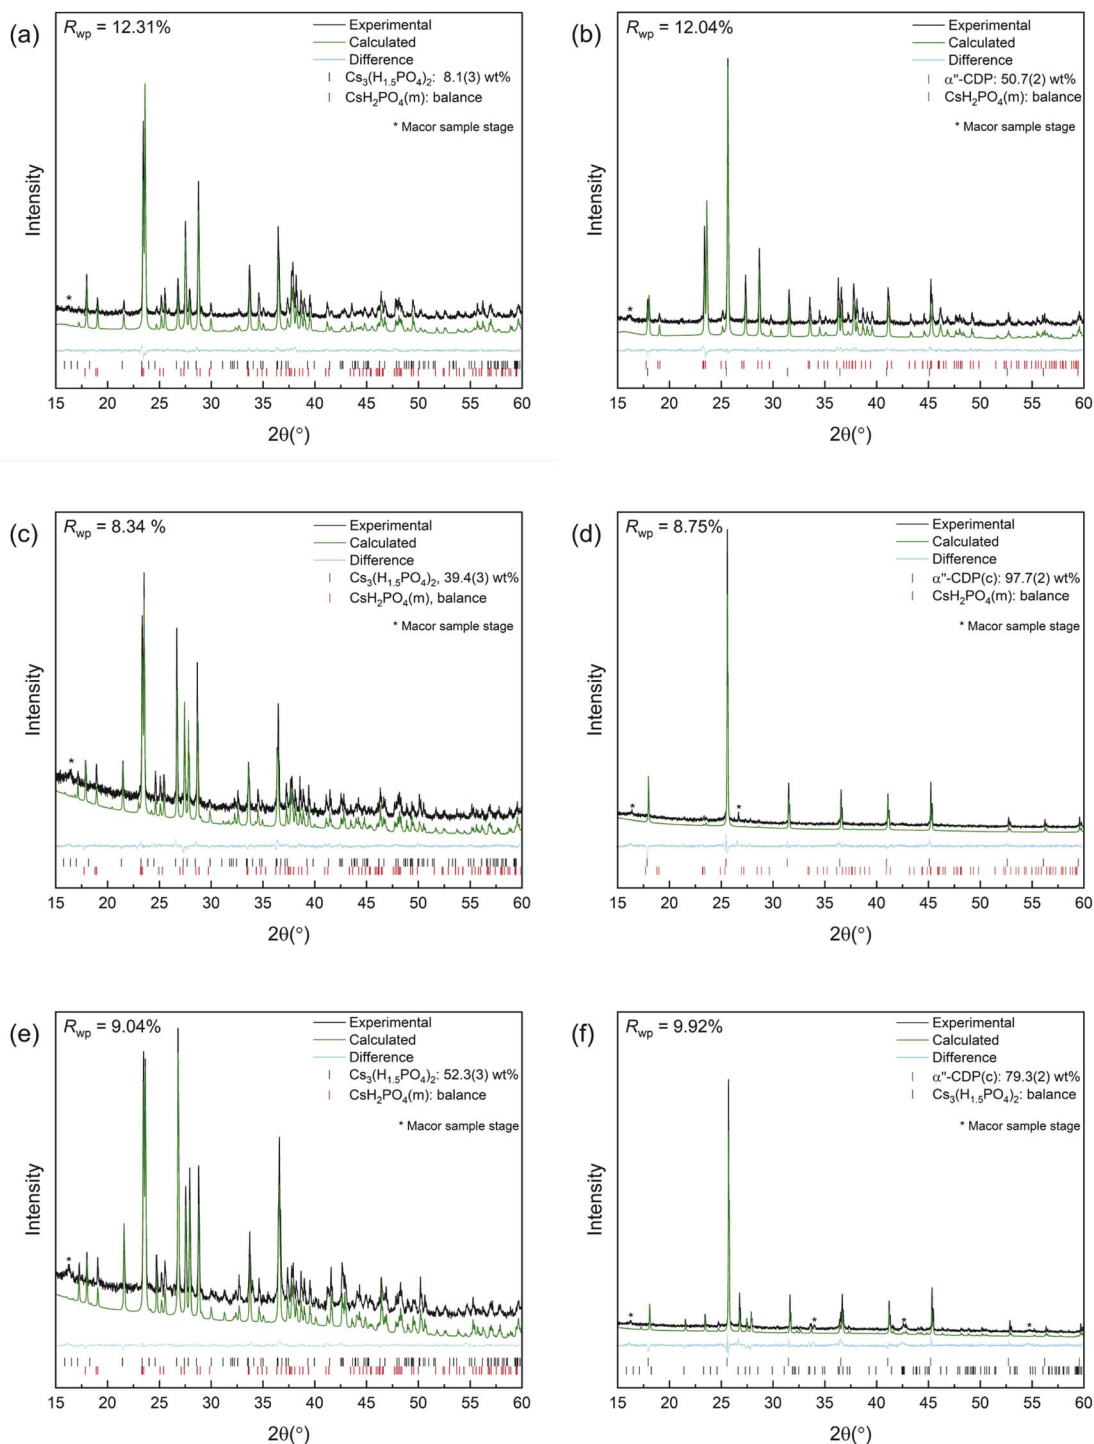 (a)
R_wp = 12.31%
Experimental
Calculated
Difference
Cs₃(H₁.₅PO₄)₂: 8.1(3) wt%
CsH₂PO₄(m): balance
* Macor sample stage
*
Intensity
15 20 25 30 35 40 45 50 55 60
2θ(°)
(b)
R_wp = 12.04%
Experimental
Calculated
Difference
α"-CDP: 50.7(2) wt%
CsH₂PO₄(m): balance
* Macor sample stage
*
Intensity
15 20 25 30 35 40 45 50 55 60
2θ(°)
(c)
R_wp = 8.34 %
Experimental
Calculated
Difference
Cs₃(H₁.₅PO₄)₂, 39.4(3) wt%
CsH₂PO₄(m), balance
* Macor sample stage
*
Intensity
15 20 25 30 35 40 45 50 55 60
2θ(°)
(d)
R_wp = 8.75%
Experimental
Calculated
Difference
α"-CDP(c): 97.7(2) wt%
CsH₂PO₄(m): balance
* Macor sample stage
* *
Intensity
15 20 25 30 35 40 45 50 55 60
2θ(°)
(e)
R_wp = 9.04%
Experimental
Calculated
Difference
Cs₃(H₁.₅PO₄)₂: 52.3(3) wt%
CsH₂PO₄(m): balance
* Macor sample stage
*
Intensity
15 20 25 30 35 40 45 50 55 60
2θ(°)
(f)
R_wp = 9.92%
Experimental
Calculated
Difference
α"-CDP(c): 79.3(2) wt%
Cs₃(H₁.₅PO₄)₂: balance
* Macor sample stage
* * * *
Intensity
15 20 25 30 35 40 45 50 55 60
2θ(°)